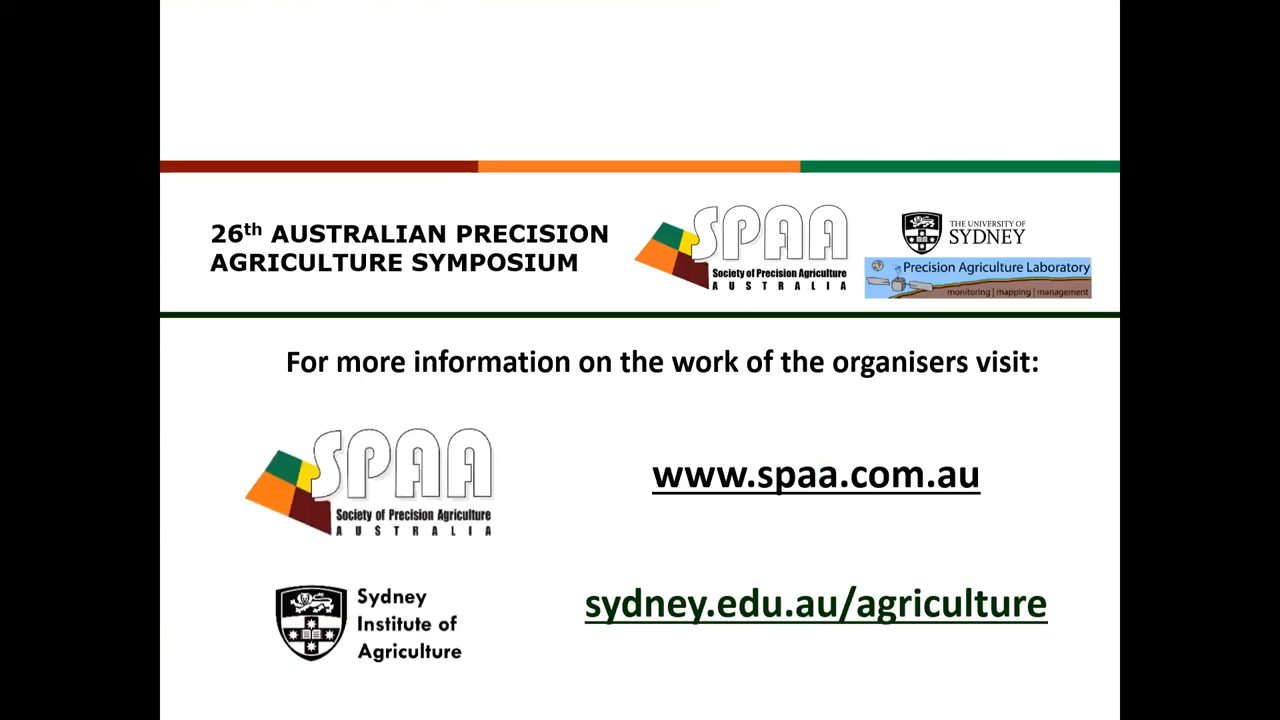 26th AUSTRALIAN PRECISION
AGRICULTURE SYMPOSIUM
SPAA
Society of Precision Agriculture
AUSTRALIA
THE UNIVERSITY OF
SYDNEY
Precision Agriculture Laboratory
monitoring | mapping | management
For more information on the work of the organisers visit:
SPAA
Society of Precision Agriculture
AUSTRALIA
www.spaa.com.au
Sydney
Institute of
Agriculture
sydney.edu.au/agriculture